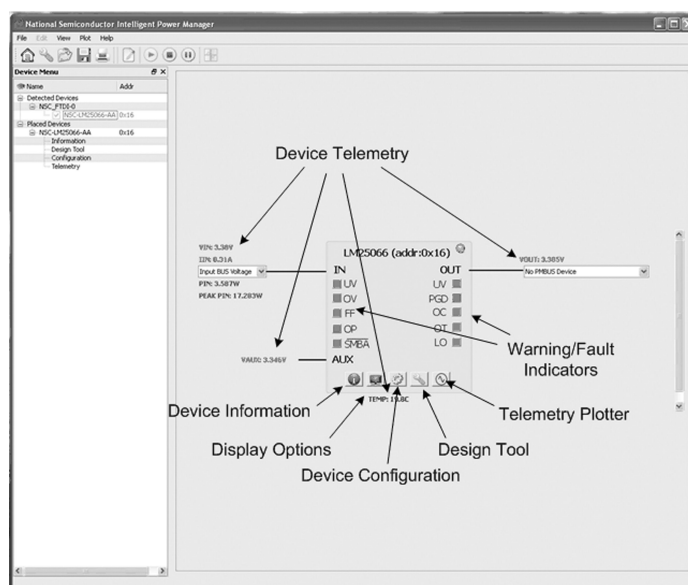 National Semiconductor Intelligent Power Manager
File Edit View Plot Help
Device Menu
Name Addr
Detected Devices
NSC_FTDI-0
NSC-LM25066-AA 0x16
Placed Devices
NSC-LM25066-AA 0x16
Information
Design Tool
Configuration
Telemetry
Device Telemetry
VIN: 3.38V
IIN: 0.31A
Input BUS Voltage
PIN: 3.587W
PEAK PIN: 17.283W
LM25066 (addr:0x16)
VOUT: 3.385V
No PMBUS Device
IN OUT
UV UV
OV PGD
FF OC
OP OT
SMBA LO
VAUX: 3.346V
AUX
Warning/Fault
Indicators
TEMP: 19.8C
Device Information
Telemetry Plotter
Display Options
Design Tool
Device Configuration